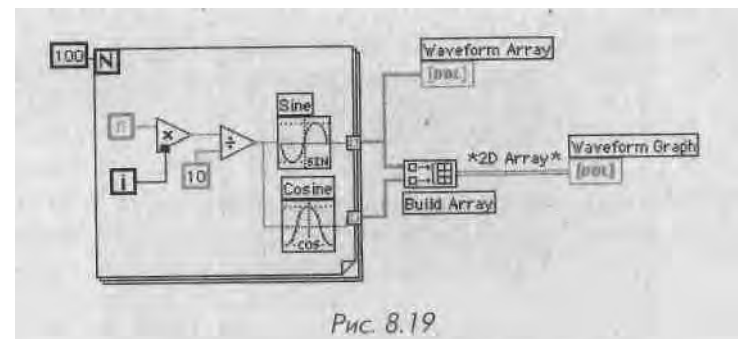 100
N
Waveform Array
[DBL]
Sine
π
x
÷
SIN
*2D Array*
Waveform Graph
[DBL]
i
10
Cosine
Build Array
COS
Рис. 8.19